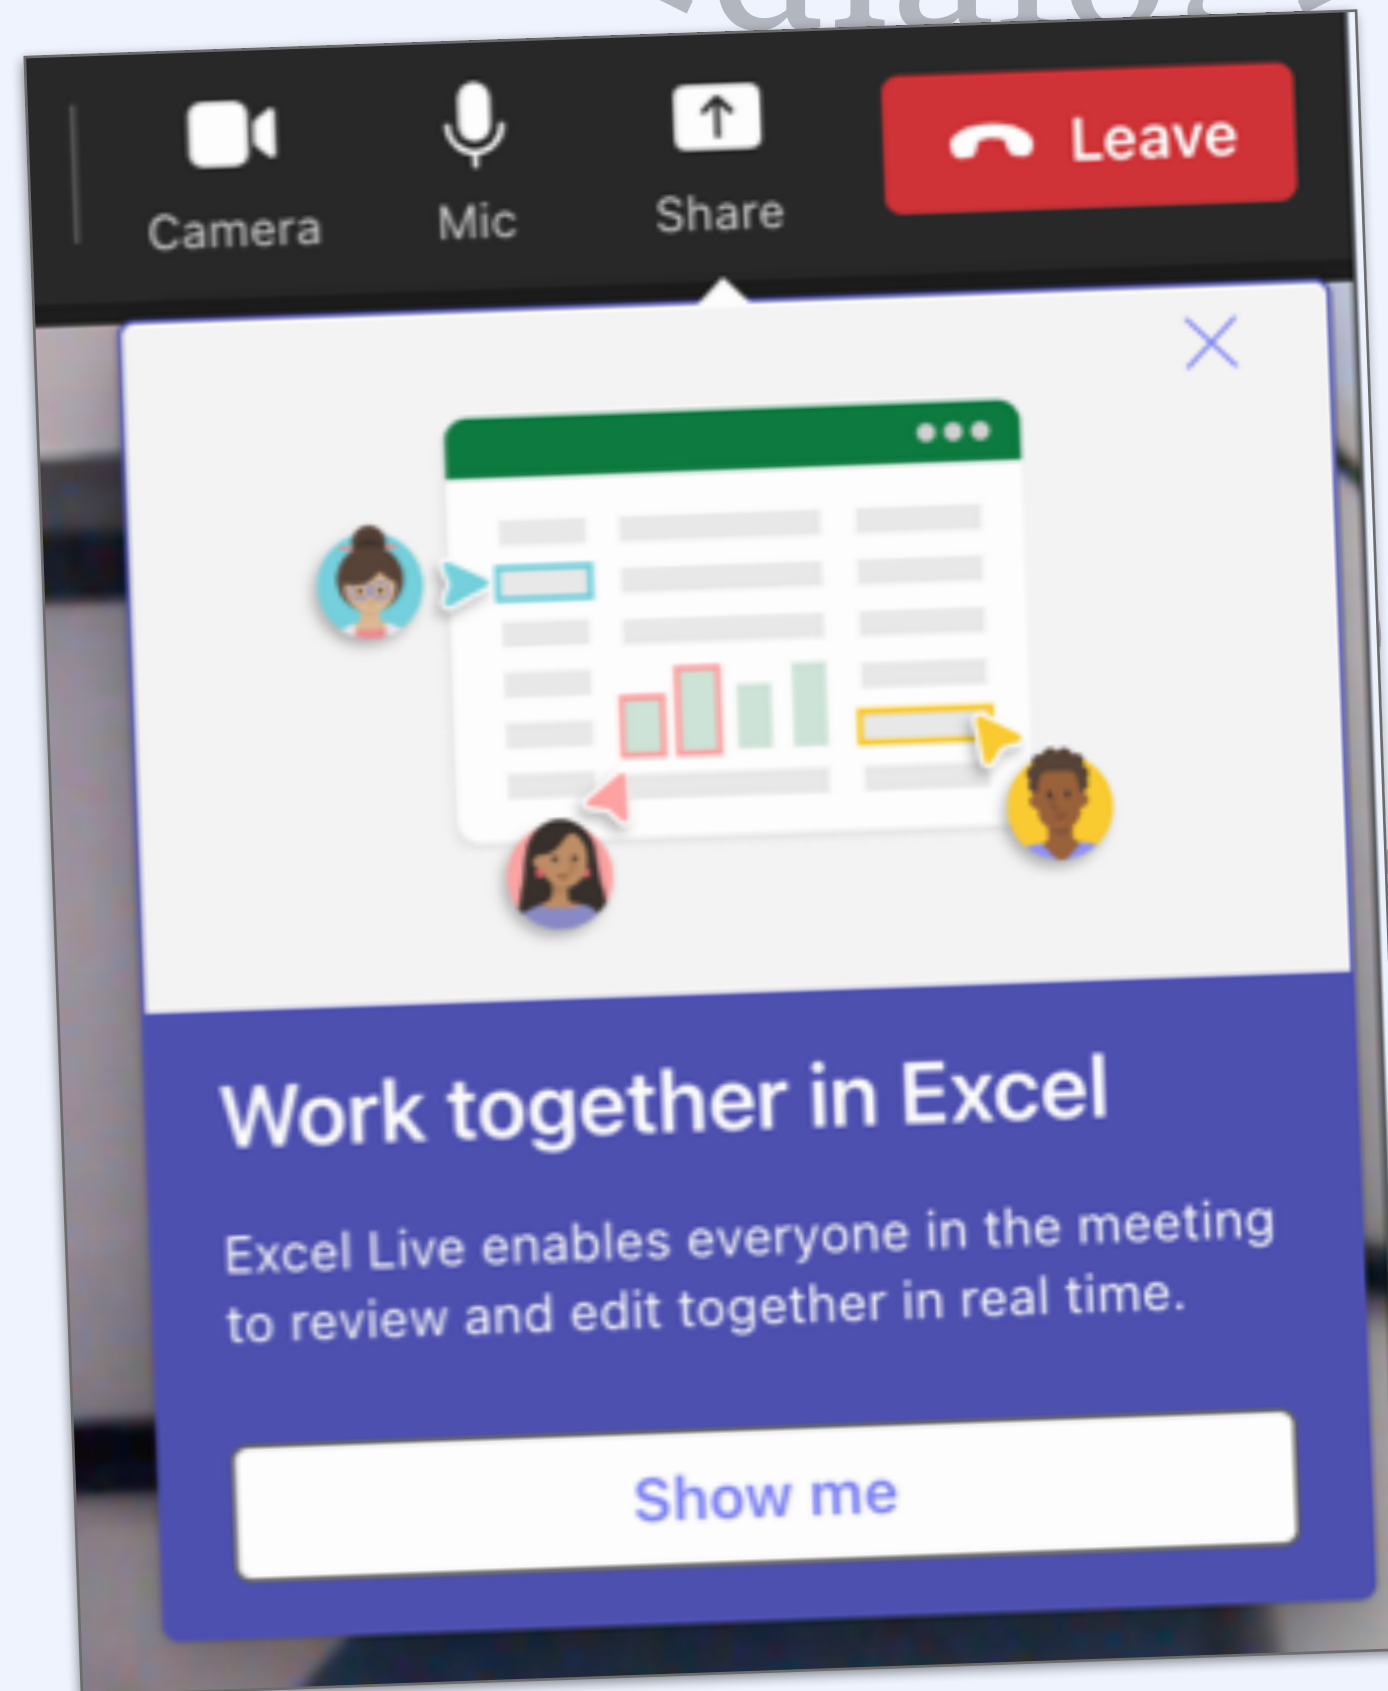 <dialog>
Camera
Mic
Share
Leave
Work together in Excel
Excel Live enables everyone in the meeting
to review and edit together in real time.
Show me